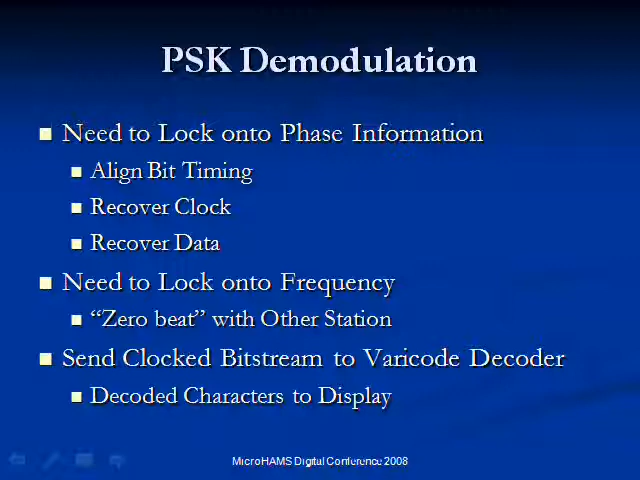 PSK Demodulation
Need to Lock onto Phase Information
Align Bit Timing
Recover Clock
Recover Data
Need to Lock onto Frequency
“Zero beat” with Other Station
Send Clocked Bitstream to Varicode Decoder
Decoded Characters to Display
MicroHAMS Digital Conference 2008